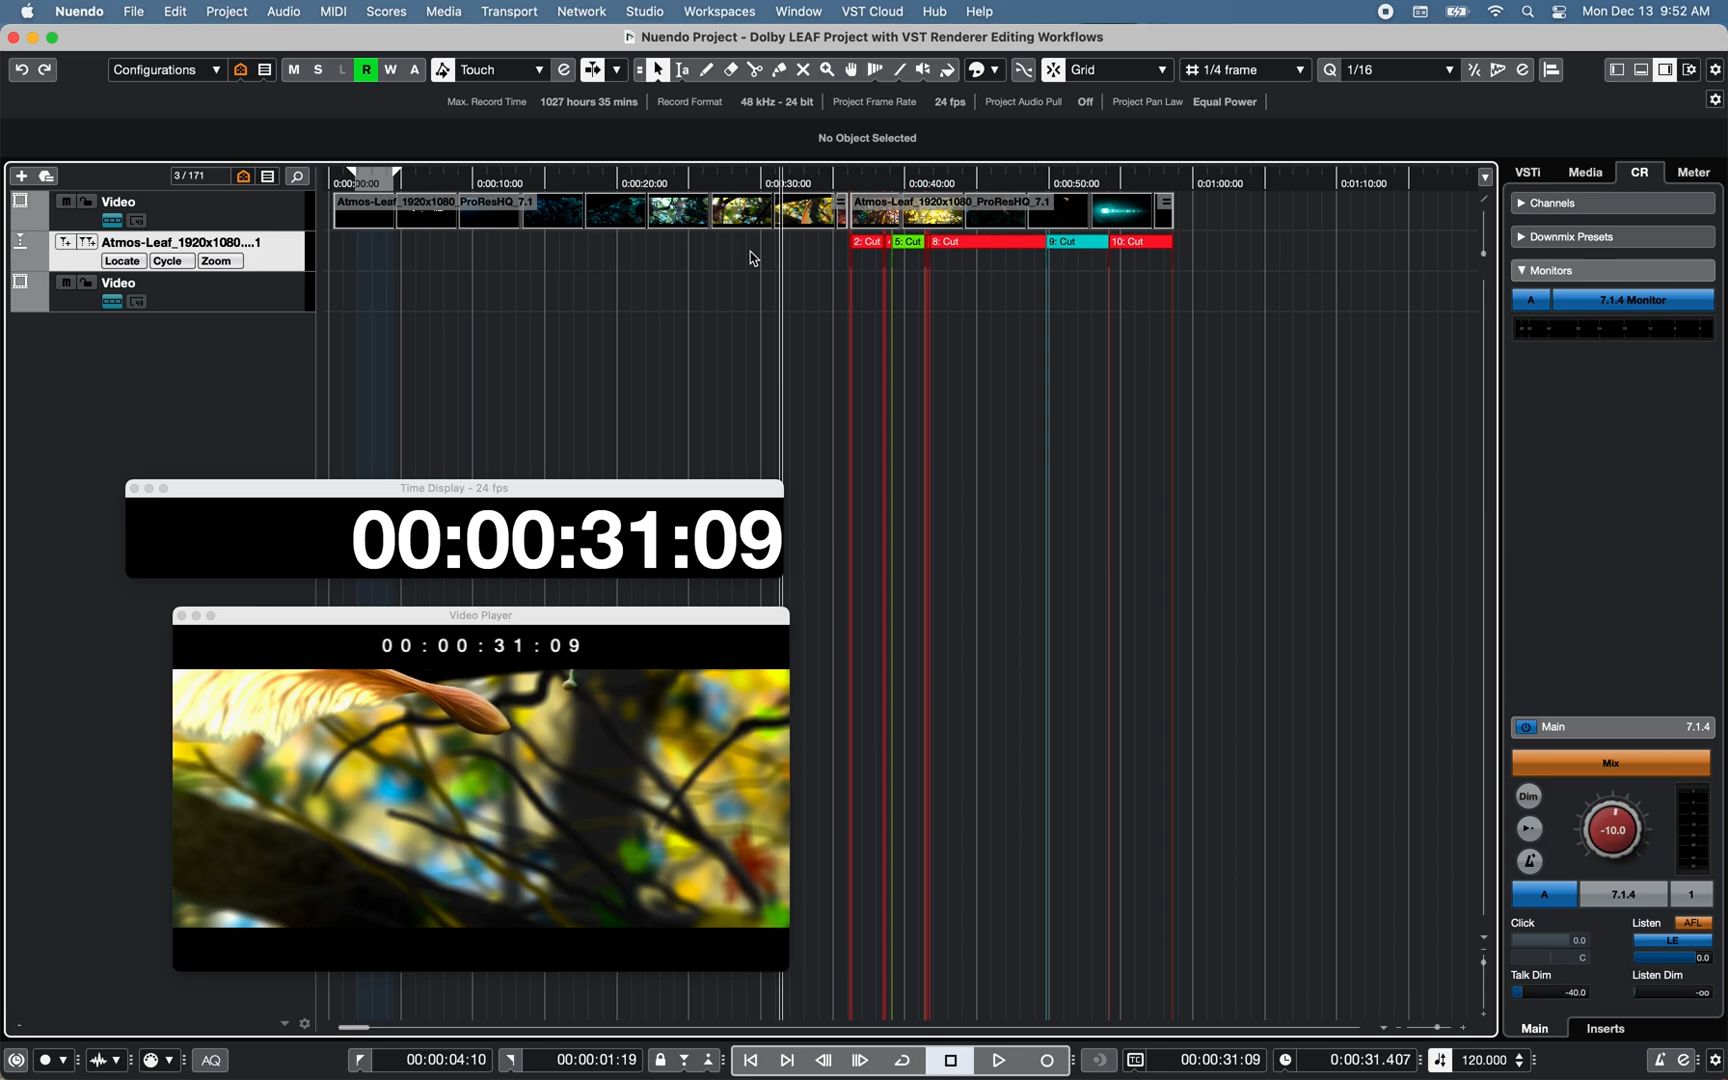 Nuendo File Edit Project Audio MIDI Scores Media Transport Network Studio Workspaces Window VST Cloud Hub Help Mon Dec 13 9:52 AM
Nuendo Project - Dolby LEAF Project with VST Renderer Editing Workflows
Configurations M S L R W A Touch Grid 1/4 frame Q 1/16
Max. Record Time 1027 hours 35 mins Record Format 48 kHz - 24 bit Project Frame Rate 24 fps Project Audio Pull Off Project Pan Law Equal Power
No Object Selected
3 / 171
0:00:00:00 0:00:10:00 0:00:20:00 0:00:30:00 0:00:40:00 0:00:50:00 0:01:00:00 0:01:10:00
VSTi Media CR Meter
Video
Atmos-Leaf_1920x1080_ProResHQ_7.1 Atmos-Leaf_1920x1080_ProResHQ_7.1
Channels
Downmix Presets
Atmos-Leaf_1920x1080....1
2: Cut 5: Cut 8: Cut 9: Cut 10: Cut
Locate Cycle Zoom
Monitors
Video
A 7.1.4 Monitor
Time Display - 24 fps
00:00:31:09
Video Player
00:00:31:09
Main 7.1.4
Mix
Dim
-10.0
A 7.1.4 1
Click Listen AFL
0.0 LE
C 0.0
Talk Dim Listen Dim
-40.0 -oo
Main Inserts
AQ 00:00:04:10 00:00:01:19 TC 00:00:31:09 0:00:31.407 120.000